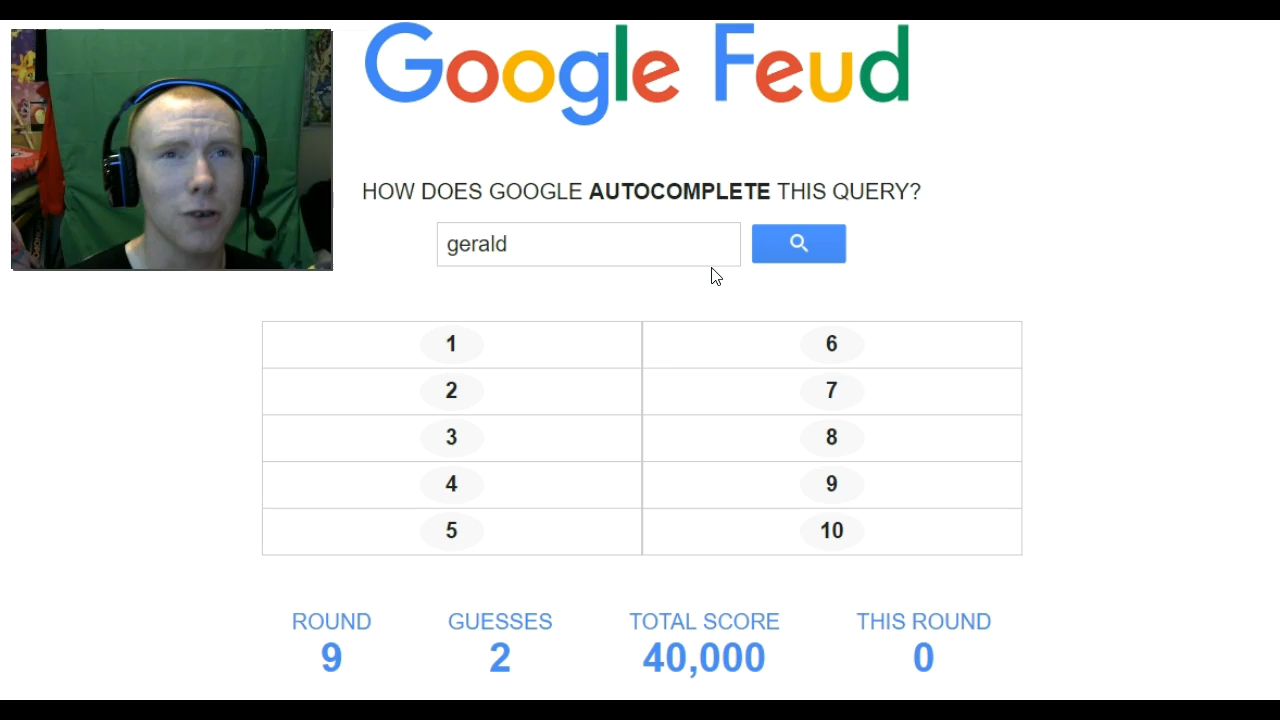 Google Feud
HOW DOES GOOGLE AUTOCOMPLETE THIS QUERY?
gerald
1 6
2 7
3 8
4 9
5 10
ROUND GUESSES TOTAL SCORE THIS ROUND
9 2 40,000 0